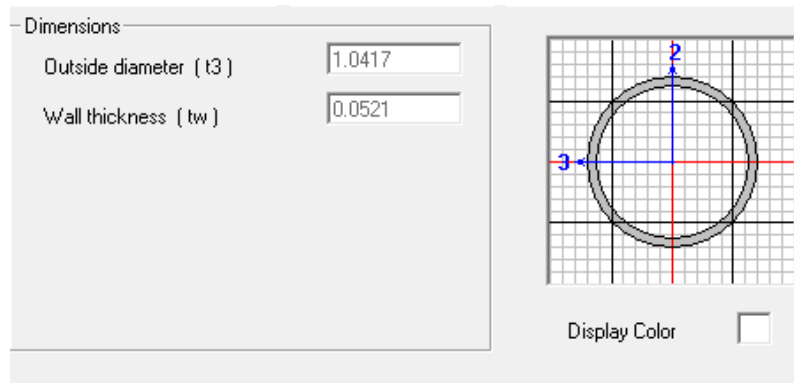 Dimensions
Outside diameter ( t3 )
1.0417
Wall thickness ( tw )
0.0521
2
3
Display Color